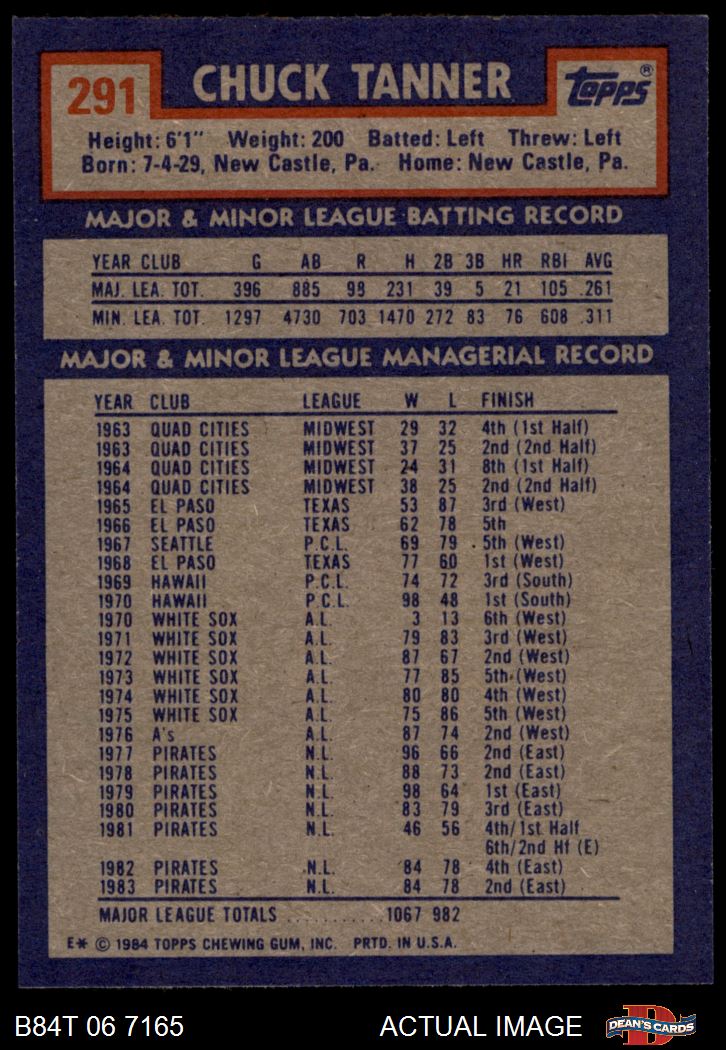 291 CHUCK TANNER Topps®
Height: 6'1" Weight: 200 Batted: Left Threw: Left
Born: 7-4-29, New Castle, Pa. Home: New Castle, Pa.
MAJOR & MINOR LEAGUE BATTING RECORD
YEAR CLUB G AB R H 2B 3B HR RBI AVG
MAJ. LEA. TOT. 396 885 99 231 39 5 21 105 .261
MIN. LEA. TOT. 1297 4730 703 1470 272 83 76 608 .311
MAJOR & MINOR LEAGUE MANAGERIAL RECORD
YEAR CLUB LEAGUE W L FINISH
1963 QUAD CITIES MIDWEST 29 32 4th (1st Half)
1963 QUAD CITIES MIDWEST 37 25 2nd (2nd Half)
1964 QUAD CITIES MIDWEST 24 31 8th (1st Half)
1964 QUAD CITIES MIDWEST 38 25 2nd (2nd Half)
1965 EL PASO TEXAS 53 87 3rd (West)
1966 EL PASO TEXAS 62 78 5th
1967 SEATTLE P.C.L. 69 79 5th (West)
1968 EL PASO TEXAS 77 60 1st (West)
1969 HAWAII P.C.L. 74 72 3rd (South)
1970 HAWAII P.C.L. 98 48 1st (South)
1970 WHITE SOX A.L. 3 13 6th (West)
1971 WHITE SOX A.L. 79 83 3rd (West)
1972 WHITE SOX A.L. 87 67 2nd (West)
1973 WHITE SOX A.L. 77 85 5th (West)
1974 WHITE SOX A.L. 80 80 4th (West)
1975 WHITE SOX A.L. 75 86 5th (West)
1976 A's A.L. 87 74 2nd (West)
1977 PIRATES N.L. 96 66 2nd (East)
1978 PIRATES N.L. 88 73 2nd (East)
1979 PIRATES N.L. 98 64 1st (East)
1980 PIRATES N.L. 83 79 3rd (East)
1981 PIRATES N.L. 46 56 4th/1st Half
6th/2nd Hf (E)
1982 PIRATES N.L. 84 78 4th (East)
1983 PIRATES N.L. 84 78 2nd (East)
MAJOR LEAGUE TOTALS ........... 1067 982
E* © 1984 TOPPS CHEWING GUM, INC. PRTD. IN U.S.A.
B84T 06 7165 ACTUAL IMAGE D DEAN'S CARDS